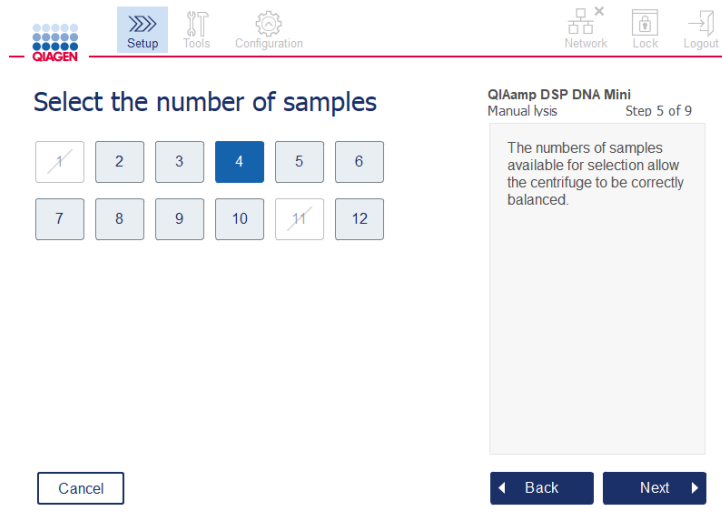 QIAGEN
Setup
Tools
Configuration
Network
Lock
Logout
Select the number of samples
1 2 3 4 5 6
7 8 9 10 11 12
QIAamp DSP DNA Mini
Manual lysis Step 5 of 9
The numbers of samples
available for selection allow
the centrifuge to be correctly
balanced.
Cancel
Back
Next